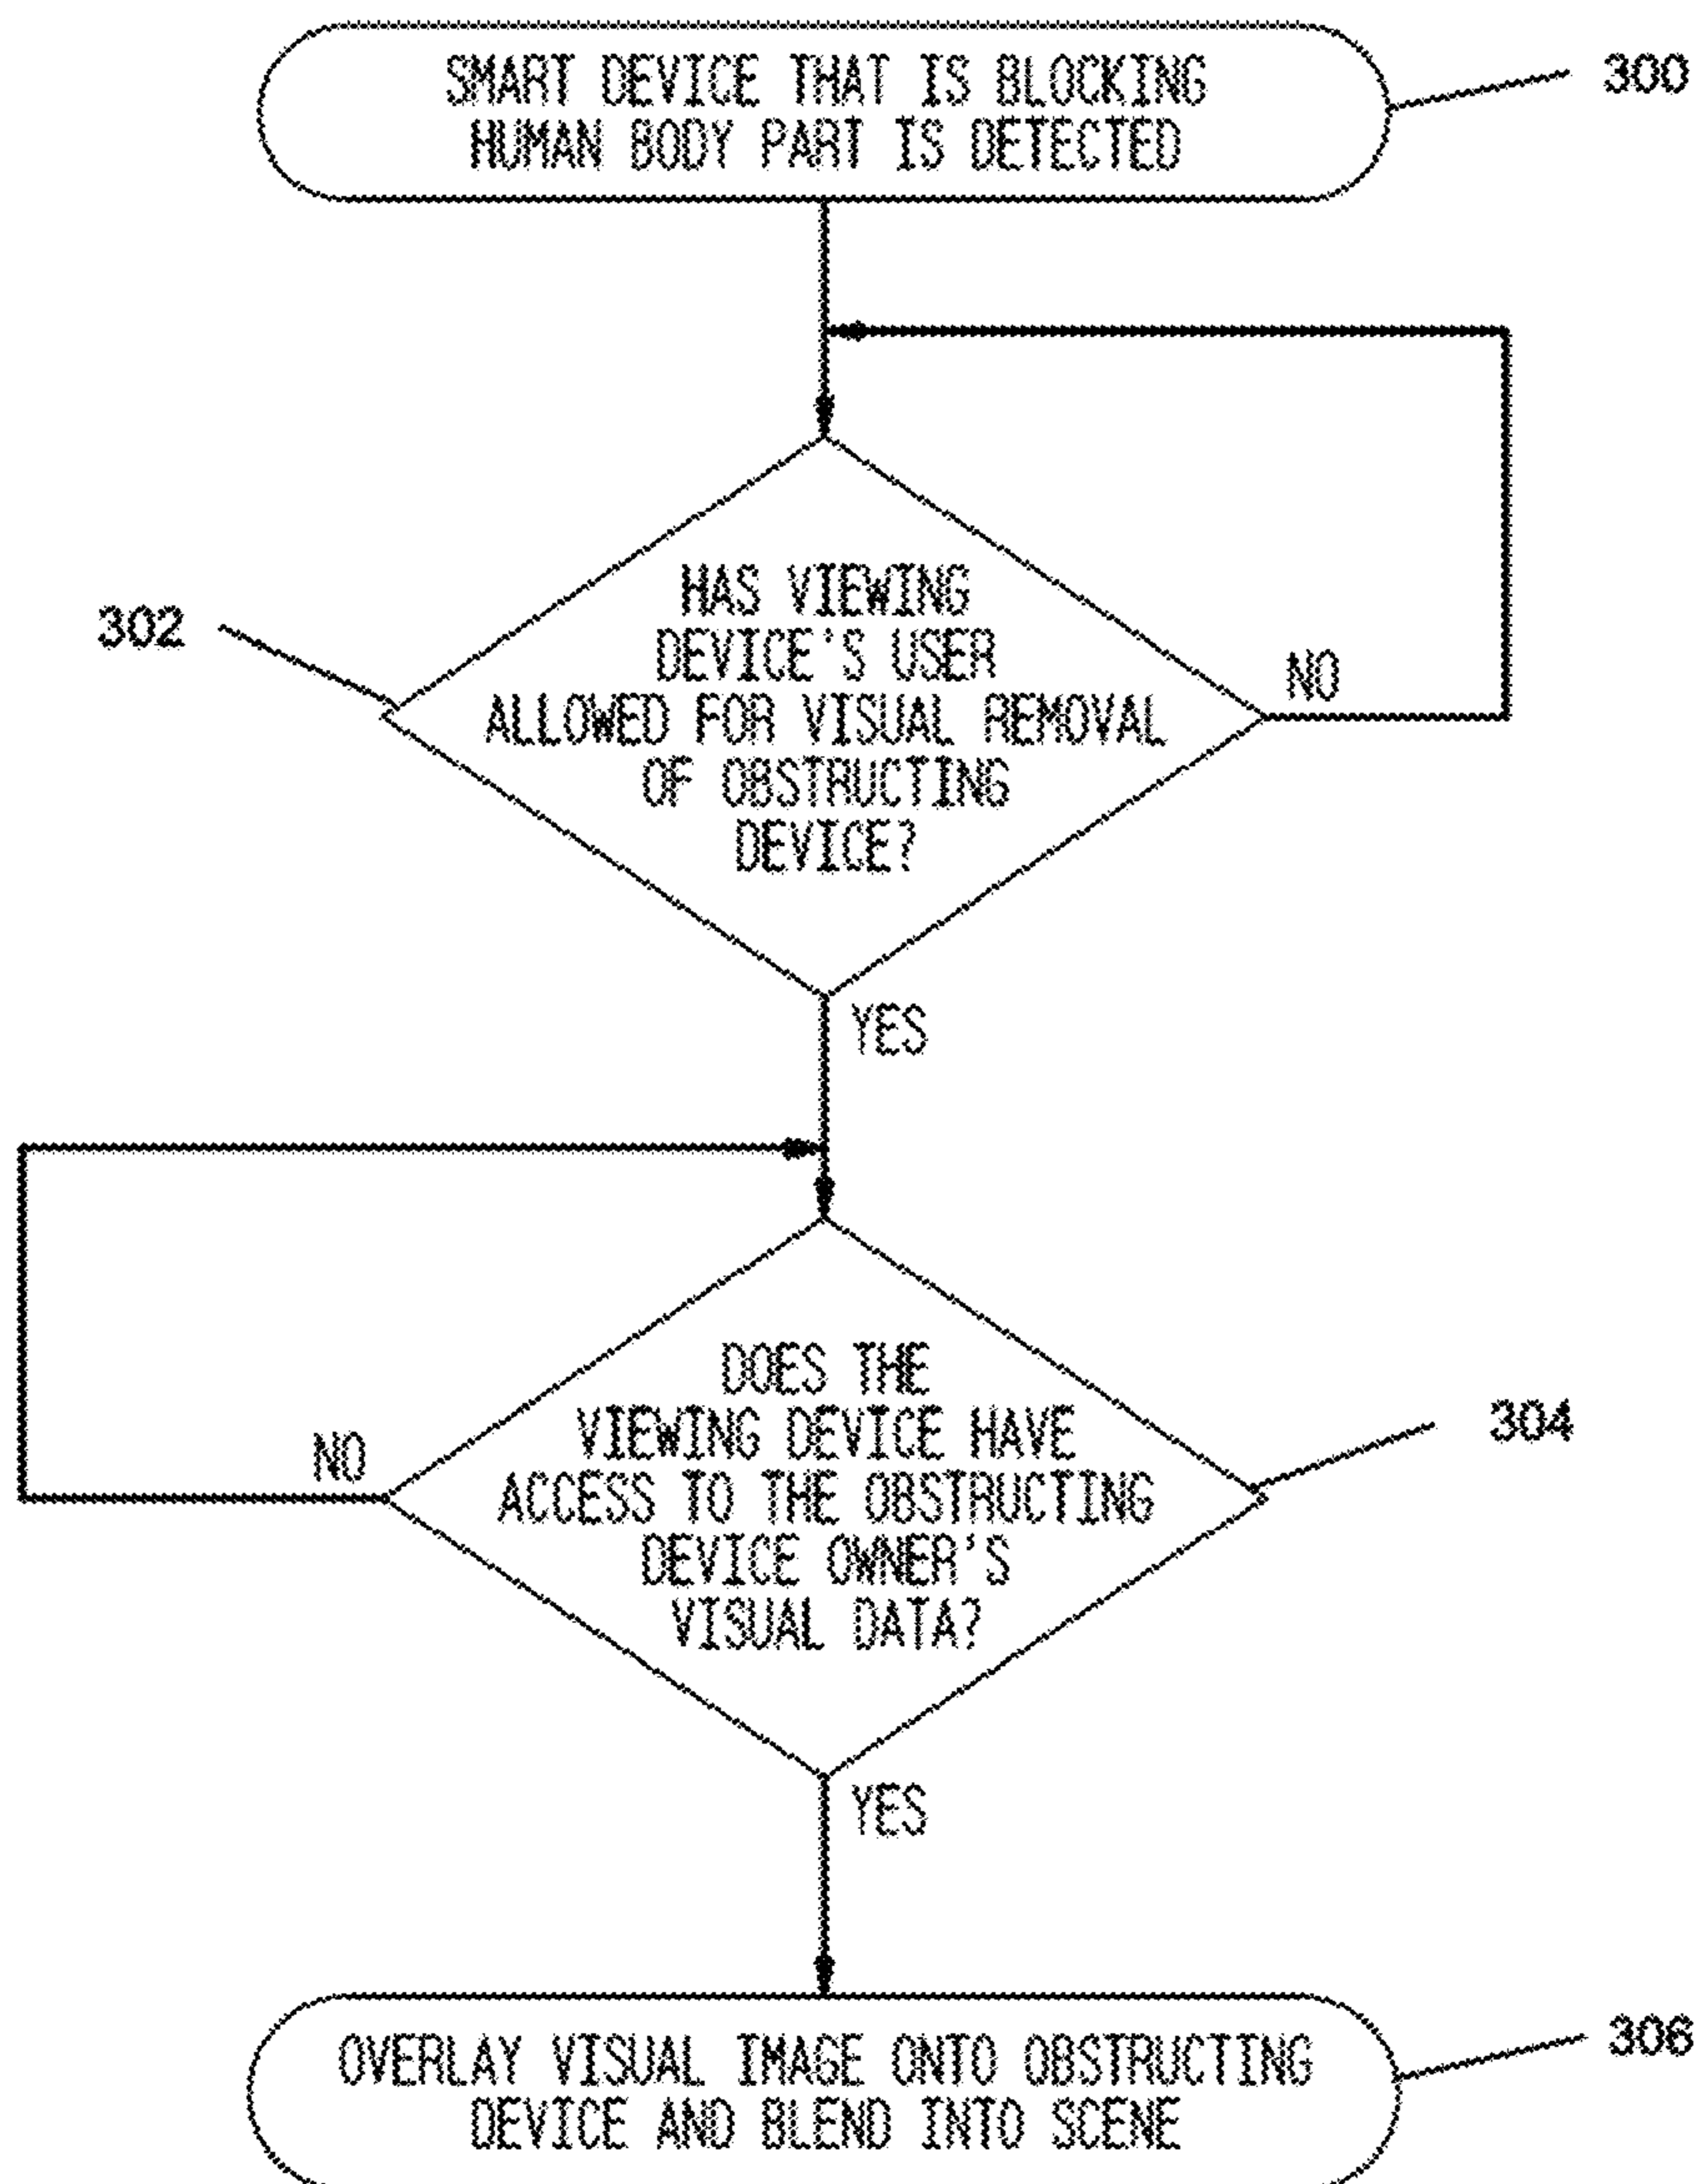 SMART DEVICE THAT IS BLOCKING
HUMAN BODY PART IS DETECTED
300
HAS VIEWING
DEVICE'S USER
ALLOWED FOR VISUAL REMOVAL
OF OBSTRUCTING
DEVICE?
302
NO
YES
DOES THE
VIEWING DEVICE HAVE
ACCESS TO THE OBSTRUCTING
DEVICE OWNER'S
VISUAL DATA?
304
NO
YES
OVERLAY VISUAL IMAGE ONTO OBSTRUCTING
DEVICE AND BLEND INTO SCENE
306